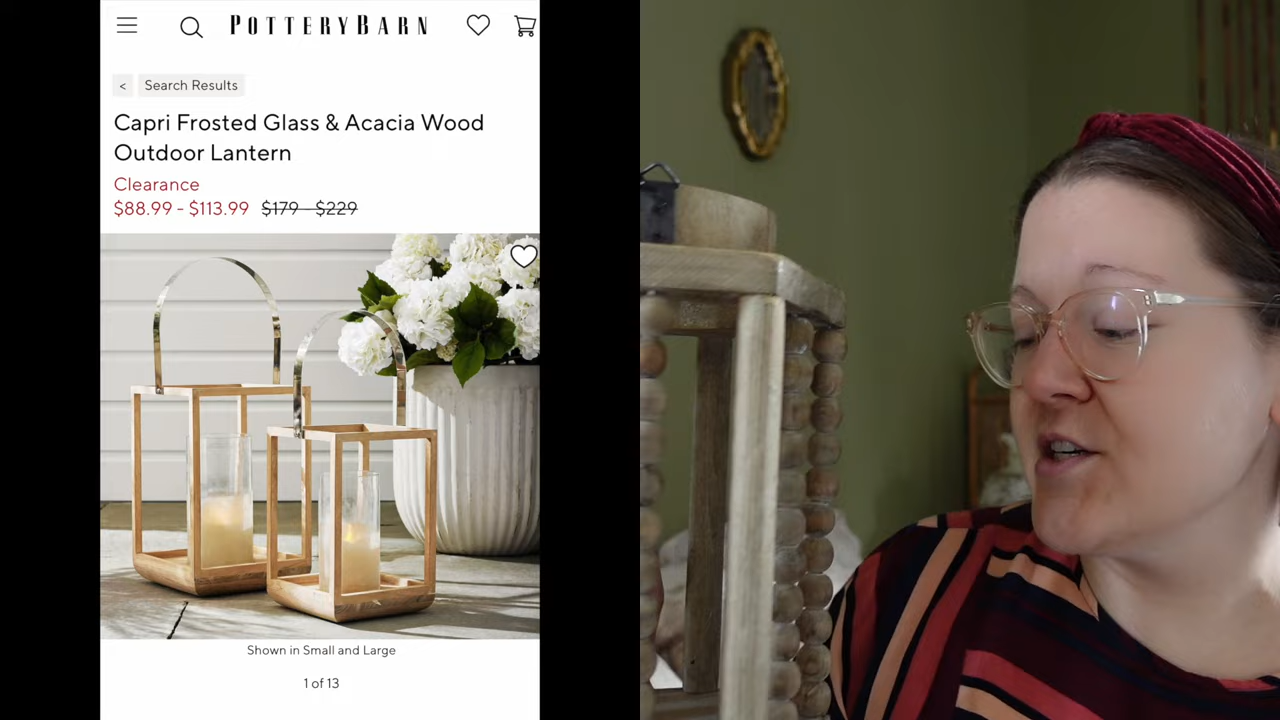 POTTERYBARN
< Search Results
Capri Frosted Glass & Acacia Wood
Outdoor Lantern
Clearance
$88.99 - $113.99 $179 - $229
Shown in Small and Large
1 of 13